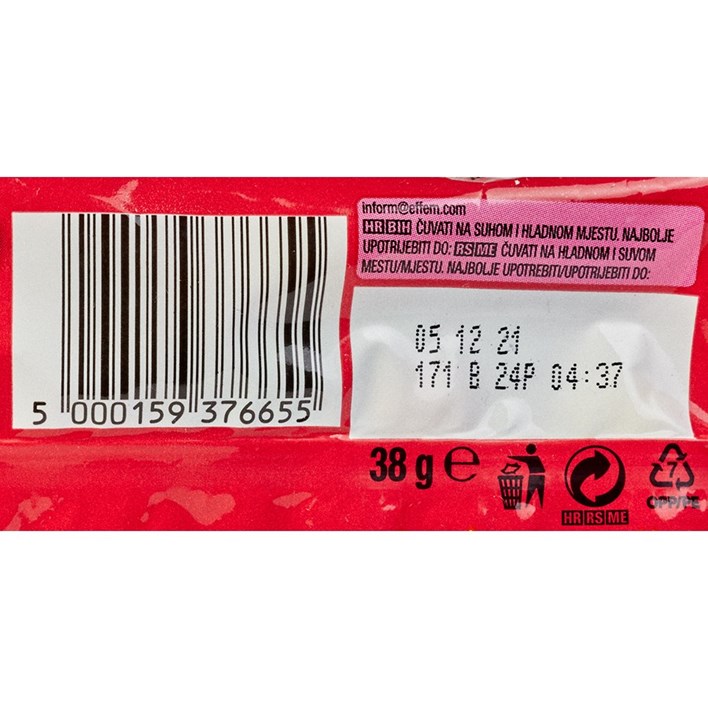 inform@effem.com
HR BIH ČUVATI NA SUHOM I HLADNOM MJESTU. NAJBOLJE
UPOTRIJEBITI DO: RS ME ČUVATI NA HLADNOM I SUVOM
MESTU/MJESTU. NAJBOLJE UPOTREBITI/UPOTRIJEBITI DO:
05 12 21
171 B 24P 04:37
5 000159 376655
38 g e
7
HR RS ME
OPP/PE